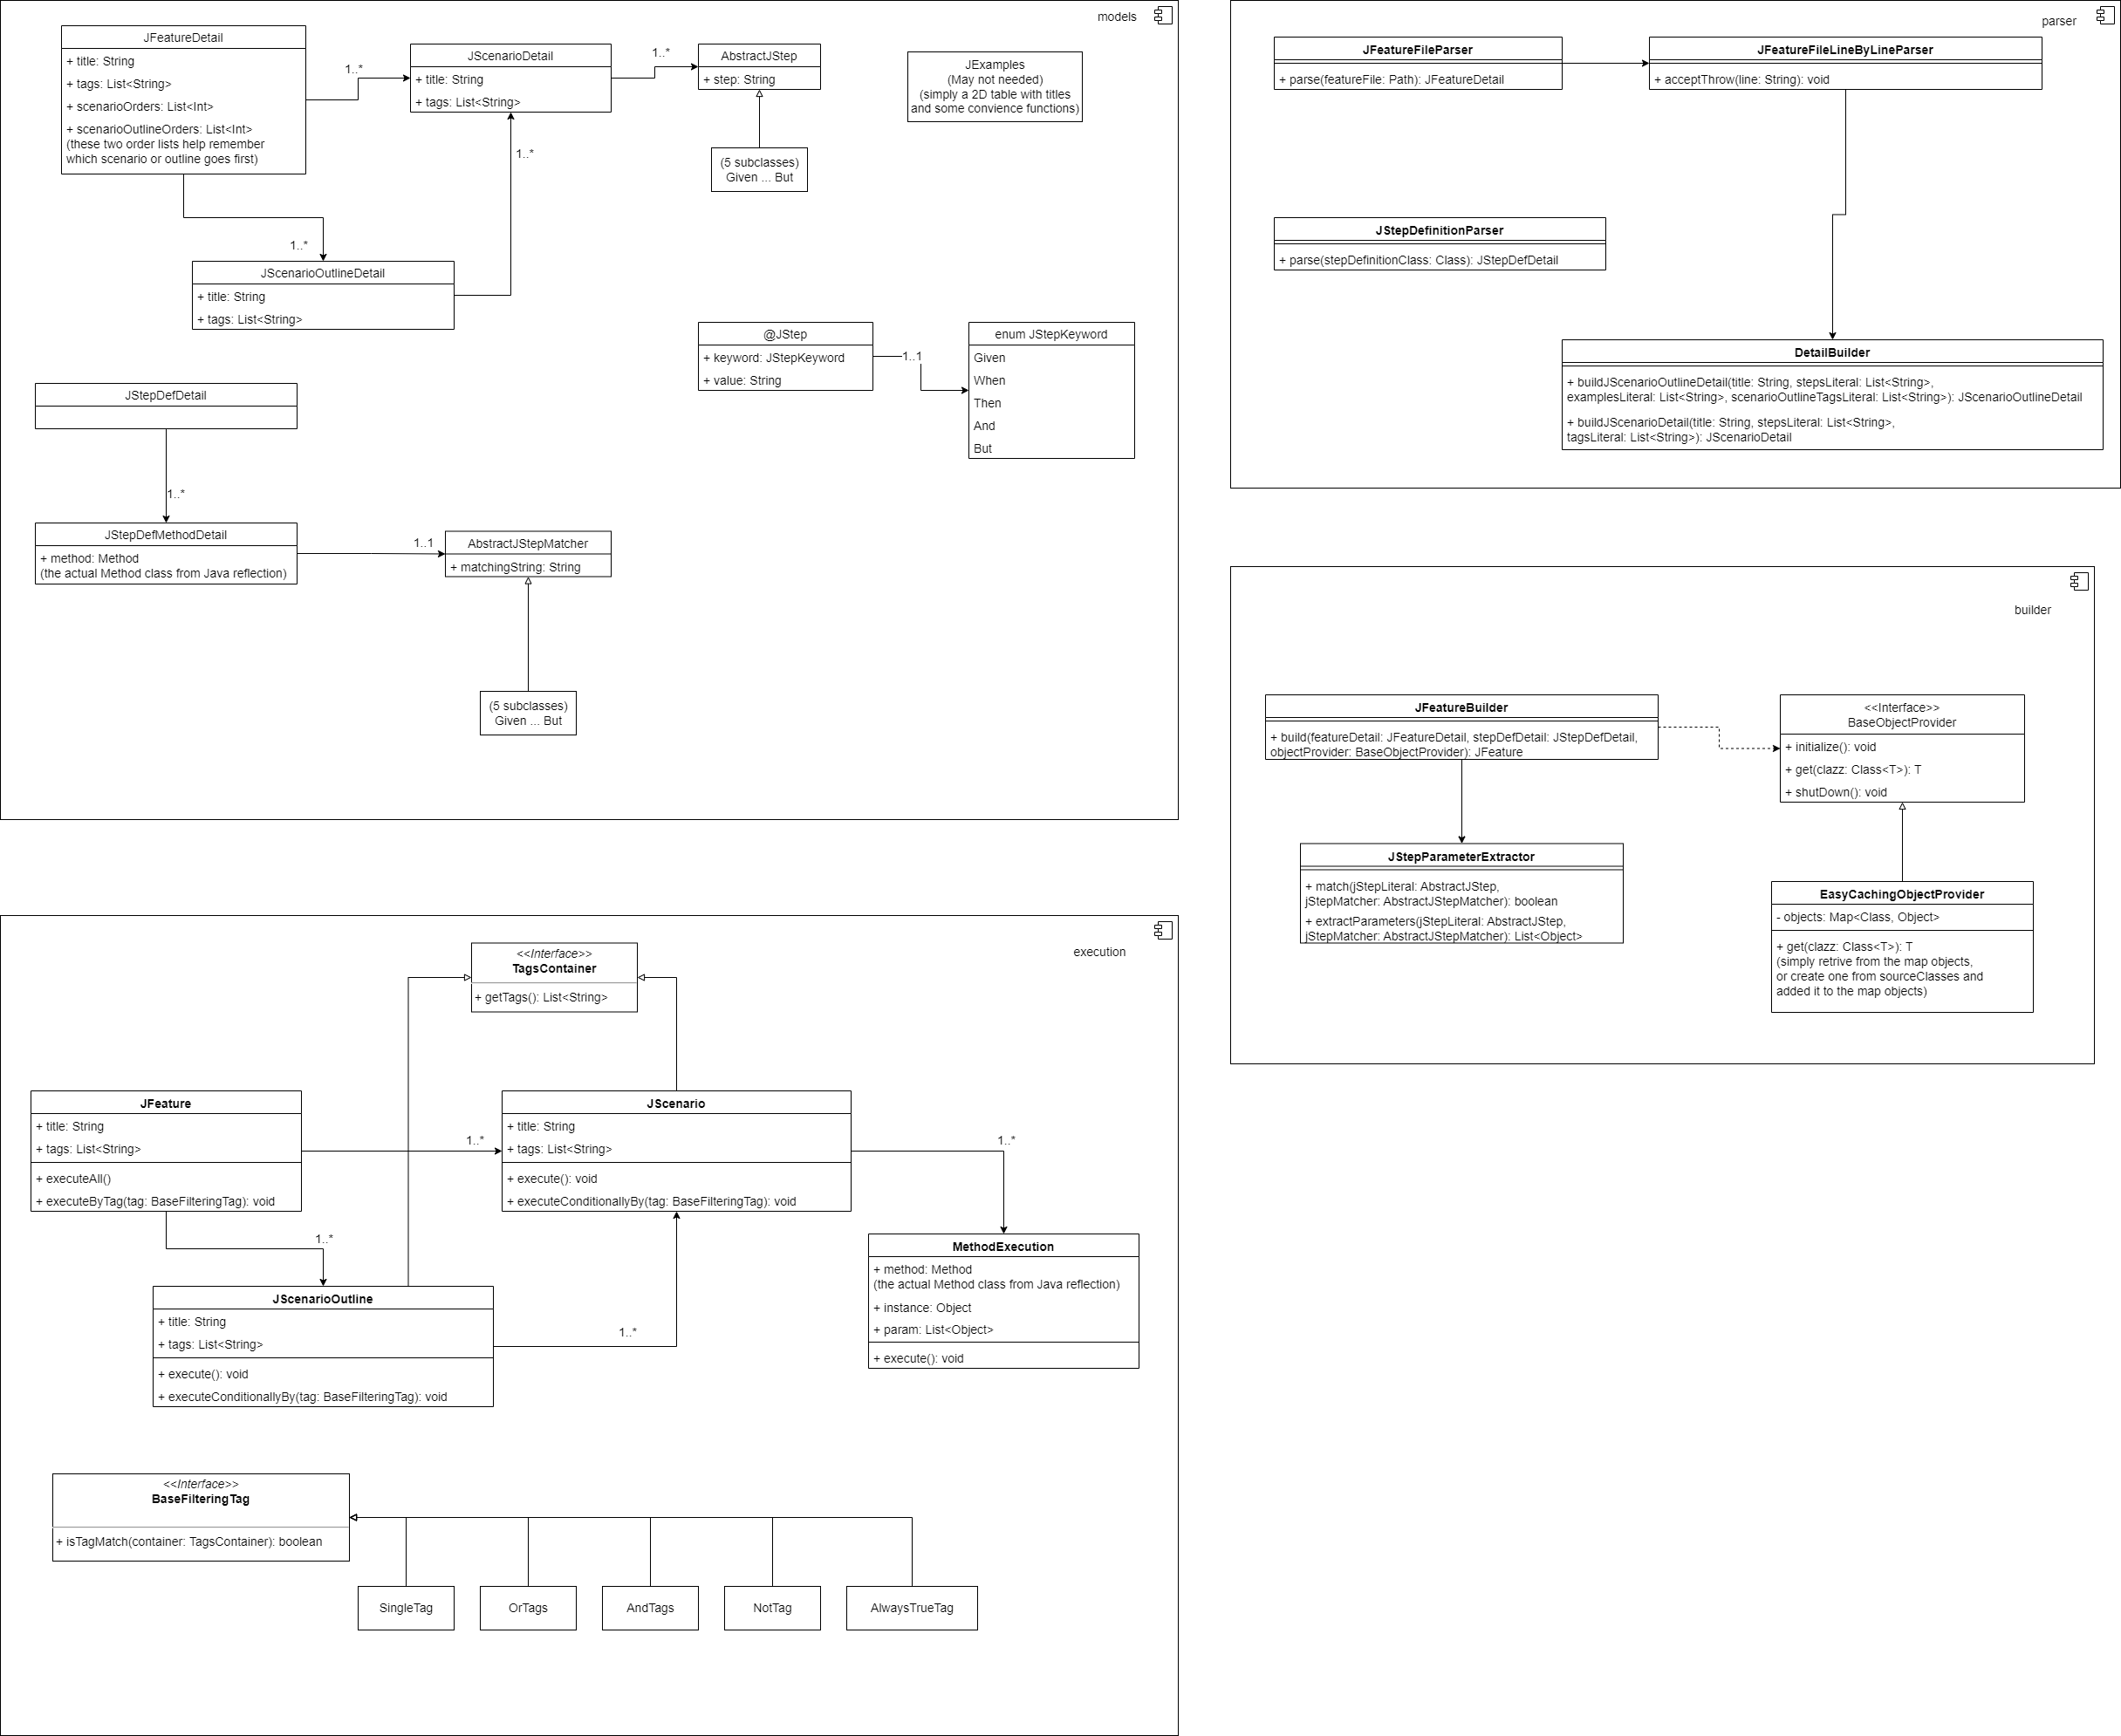 models
JFeatureDetail
+ title: String
+ tags: List<String>
+ scenarioOrders: List<Int>
+ scenarioOutlineOrders: List<Int>
(these two order lists help remember
which scenario or outline goes first)
1..*
JScenarioDetail
+ title: String
+ tags: List<String>
1..*
AbstractJStep
+ step: String
JExamples
(May not needed)
(simply a 2D table with titles
and some convience functions)
1..*
(5 subclasses)
Given ... But
1..*
JScenarioOutlineDetail
+ title: String
+ tags: List<String>
@JStep
+ keyword: JStepKeyword
+ value: String
1..1
enum JStepKeyword
Given
When
Then
And
But
JStepDefDetail
1..*
JStepDefMethodDetail
+ method: Method
(the actual Method class from Java reflection)
1..1
AbstractJStepMatcher
+ matchingString: String
(5 subclasses)
Given ... But
parser
JFeatureFileParser
+ parse(featureFile: Path): JFeatureDetail
JFeatureFileLineByLineParser
+ acceptThrow(line: String): void
JStepDefinitionParser
+ parse(stepDefinitionClass: Class): JStepDefDetail
DetailBuilder
+ buildJScenarioOutlineDetail(title: String, stepsLiteral: List<String>,
examplesLiteral: List<String>, scenarioOutlineTagsLiteral: List<String>): JScenarioOutlineDetail
+ buildJScenarioDetail(title: String, stepsLiteral: List<String>,
tagsLiteral: List<String>): JScenarioDetail
builder
JFeatureBuilder
+ build(featureDetail: JFeatureDetail, stepDefDetail: JStepDefDetail,
objectProvider: BaseObjectProvider): JFeature
<<Interface>>
BaseObjectProvider
+ initialize(): void
+ get(clazz: Class<T>): T
+ shutDown(): void
JStepParameterExtractor
+ match(jStepLiteral: AbstractJStep,
jStepMatcher: AbstractJStepMatcher): boolean
+ extractParameters(jStepLiteral: AbstractJStep,
jStepMatcher: AbstractJStepMatcher): List<Object>
EasyCachingObjectProvider
- objects: Map<Class, Object>
+ get(clazz: Class<T>): T
(simply retrive from the map objects,
or create one from sourceClasses and
added it to the map objects)
execution
<<Interface>>
TagsContainer
+ getTags(): List<String>
JFeature
+ title: String
+ tags: List<String>
+ executeAll()
+ executeByTag(tag: BaseFilteringTag): void
1..*
JScenario
+ title: String
+ tags: List<String>
+ execute(): void
+ executeConditionallyBy(tag: BaseFilteringTag): void
1..*
1..*
MethodExecution
+ method: Method
(the actual Method class from Java reflection)
+ instance: Object
+ param: List<Object>
+ execute(): void
JScenarioOutline
+ title: String
+ tags: List<String>
+ execute(): void
+ executeConditionallyBy(tag: BaseFilteringTag): void
1..*
<<Interface>>
BaseFilteringTag
+ isTagMatch(container: TagsContainer): boolean
SingleTag
OrTags
AndTags
NotTag
AlwaysTrueTag